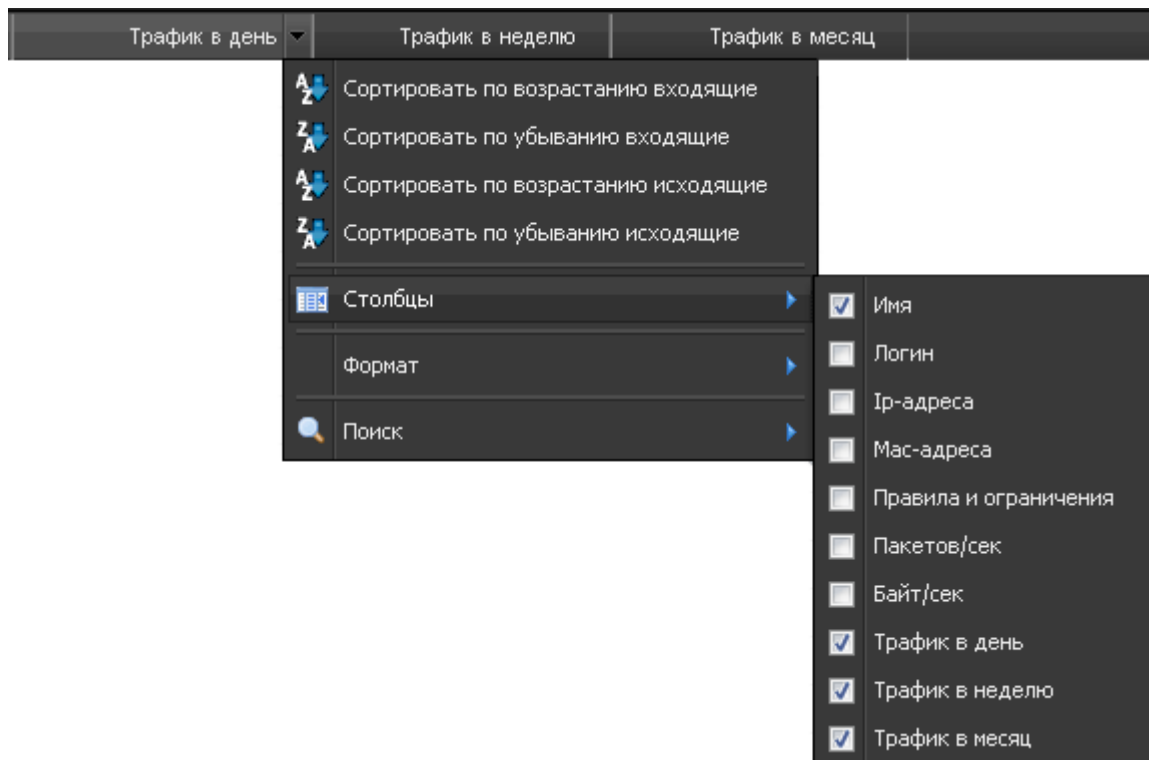 Трафик в день
Трафик в неделю
Трафик в месяц
Сортировать по возрастанию входящие
Сортировать по убыванию входящие
Сортировать по возрастанию исходящие
Сортировать по убыванию исходящие
Столбцы
Формат
Поиск
Имя
Логин
Ip-адреса
Mac-адреса
Правила и ограничения
Пакетов/сек
Байт/сек
Трафик в день
Трафик в неделю
Трафик в месяц